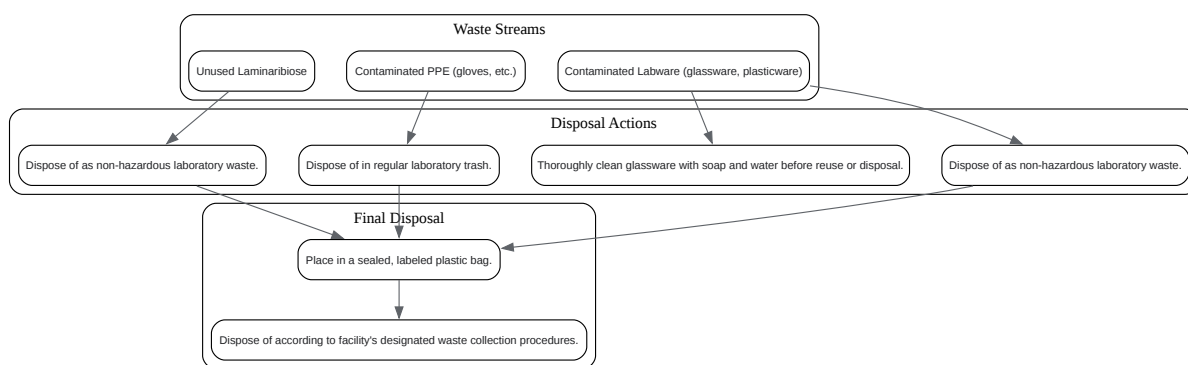 Waste Streams
Unused Laminaribiose
Contaminated PPE (gloves, etc.)
Contaminated Labware (glassware, plasticware)
Disposal Actions
Dispose of as non-hazardous laboratory waste.
Dispose of in regular laboratory trash.
Thoroughly clean glassware with soap and water before reuse or disposal.
Dispose of as non-hazardous laboratory waste.
Final Disposal
Place in a sealed, labeled plastic bag.
Dispose of according to facility's designated waste collection procedures.